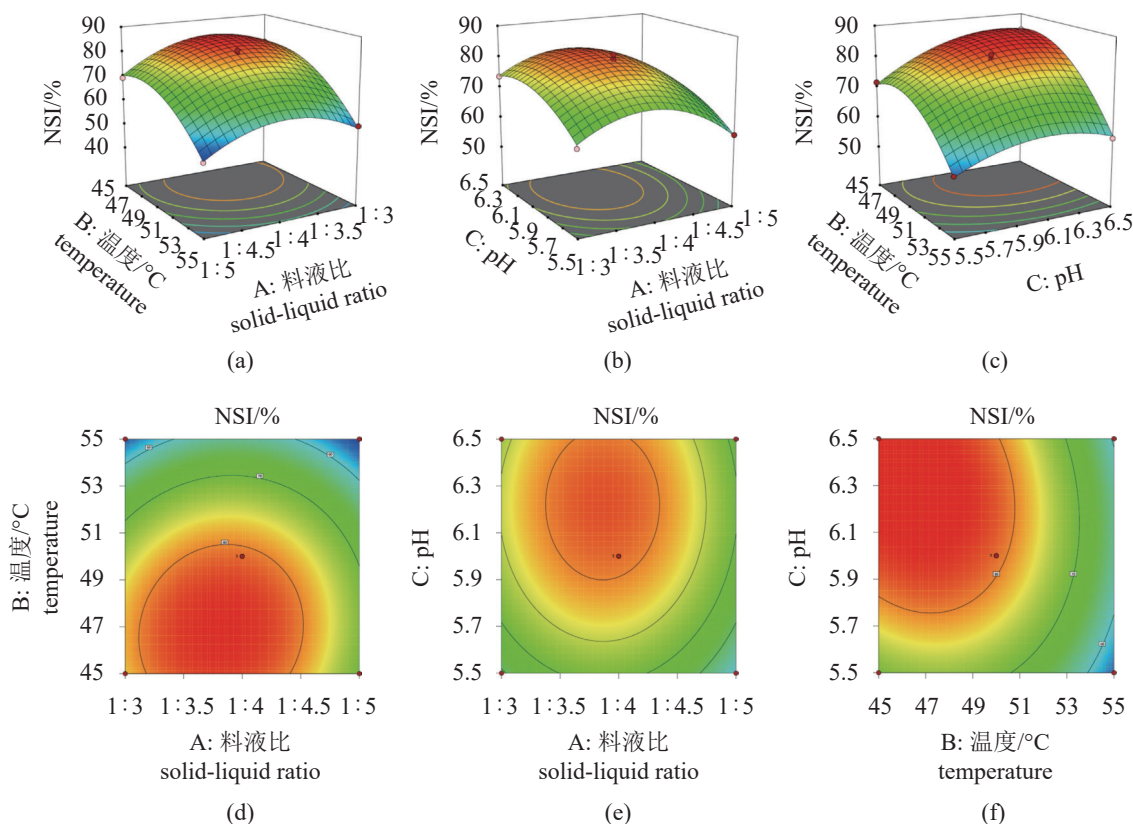 90
80
70
60
50
40
NSI/%
45
47
49
51
53
55
B: 温度/°C
temperature
1∶5
1∶4.5
1∶4
1∶3.5
1∶3
A: 料液比
solid-liquid ratio
(a)
90
80
70
60
50
NSI/%
6.5
6.3
6.1
5.9
5.7
5.5
C: pH
1∶3
1∶3.5
1∶4
1∶4.5
1∶5
A: 料液比
solid-liquid ratio
(b)
90
80
70
60
50
NSI/%
45
47
49
51
53
55
B: 温度/°C
temperature
5.5
5.7
5.9
6.1
6.3
6.5
C: pH
(c)
NSI/%
55
53
51
49
47
45
B: 温度/°C
temperature
1∶3
1∶3.5
1∶4
1∶4.5
1∶5
A: 料液比
solid-liquid ratio
(d)
NSI/%
6.5
6.3
6.1
5.9
5.7
5.5
C: pH
1∶3
1∶3.5
1∶4
1∶4.5
1∶5
A: 料液比
solid-liquid ratio
(e)
NSI/%
6.5
6.3
6.1
5.9
5.7
5.5
C: pH
45
47
49
51
53
55
B: 温度/°C
temperature
(f)